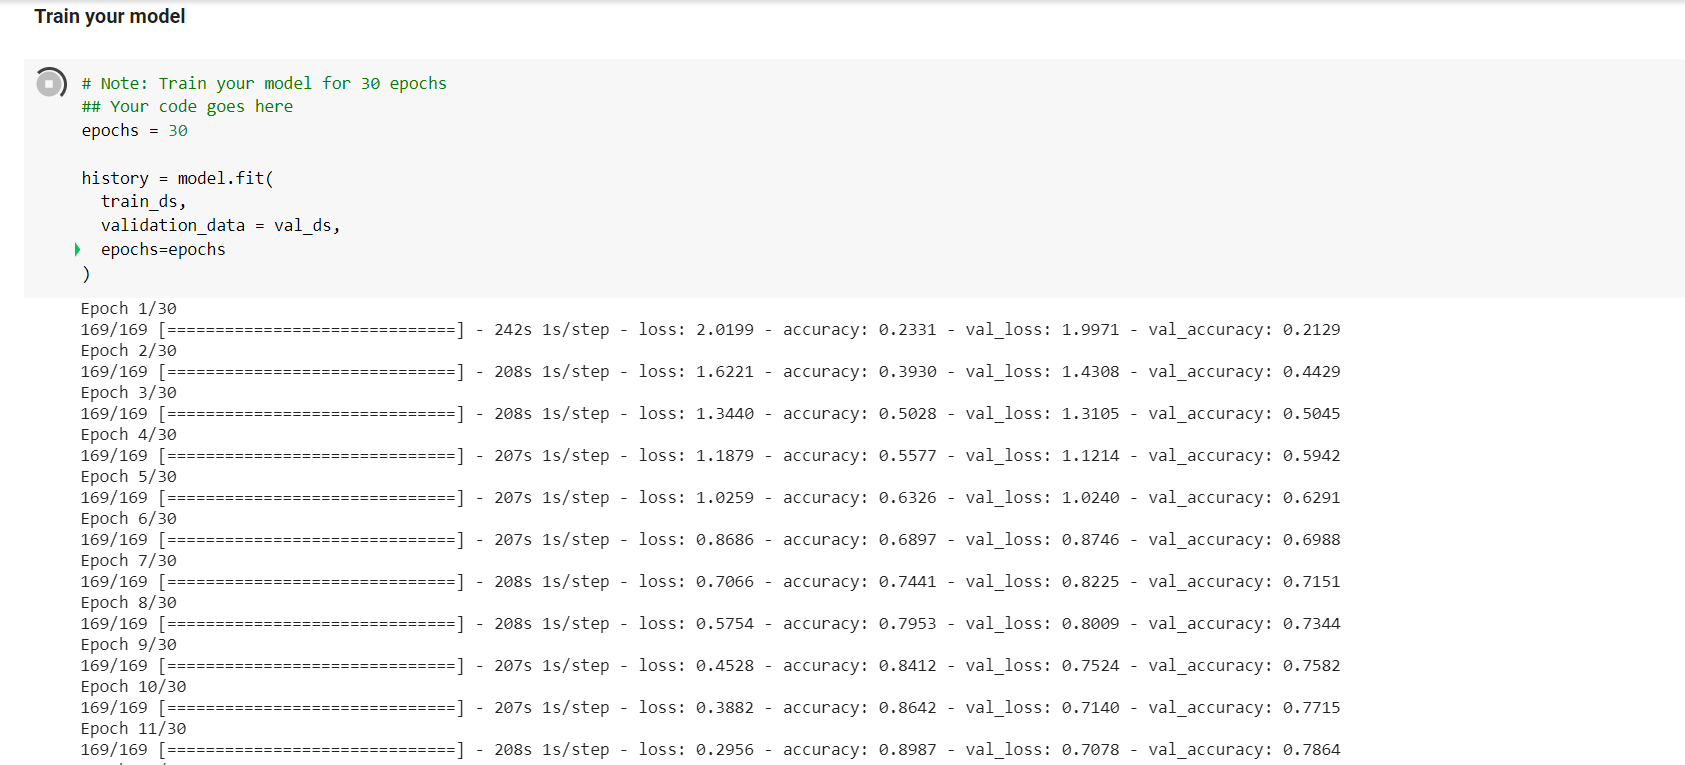 Train your model
# Note: Train your model for 30 epochs
## Your code goes here
epochs = 30
history = model.fit(
train_ds,
validation_data = val_ds,
epochs=epochs
)
Epoch 1/30
169/169 [==============================] - 242s 1s/step - loss: 2.0199 - accuracy: 0.2331 - val_loss: 1.9971 - val_accuracy: 0.2129
Epoch 2/30
169/169 [==============================] - 208s 1s/step - loss: 1.6221 - accuracy: 0.3930 - val_loss: 1.4308 - val_accuracy: 0.4429
Epoch 3/30
169/169 [==============================] - 208s 1s/step - loss: 1.3440 - accuracy: 0.5028 - val_loss: 1.3105 - val_accuracy: 0.5045
Epoch 4/30
169/169 [==============================] - 207s 1s/step - loss: 1.1879 - accuracy: 0.5577 - val_loss: 1.1214 - val_accuracy: 0.5942
Epoch 5/30
169/169 [==============================] - 207s 1s/step - loss: 1.0259 - accuracy: 0.6326 - val_loss: 1.0240 - val_accuracy: 0.6291
Epoch 6/30
169/169 [==============================] - 207s 1s/step - loss: 0.8686 - accuracy: 0.6897 - val_loss: 0.8746 - val_accuracy: 0.6988
Epoch 7/30
169/169 [==============================] - 208s 1s/step - loss: 0.7066 - accuracy: 0.7441 - val_loss: 0.8225 - val_accuracy: 0.7151
Epoch 8/30
169/169 [==============================] - 208s 1s/step - loss: 0.5754 - accuracy: 0.7953 - val_loss: 0.8009 - val_accuracy: 0.7344
Epoch 9/30
169/169 [==============================] - 207s 1s/step - loss: 0.4528 - accuracy: 0.8412 - val_loss: 0.7524 - val_accuracy: 0.7582
Epoch 10/30
169/169 [==============================] - 207s 1s/step - loss: 0.3882 - accuracy: 0.8642 - val_loss: 0.7140 - val_accuracy: 0.7715
Epoch 11/30
169/169 [==============================] - 208s 1s/step - loss: 0.2956 - accuracy: 0.8987 - val_loss: 0.7078 - val_accuracy: 0.7864